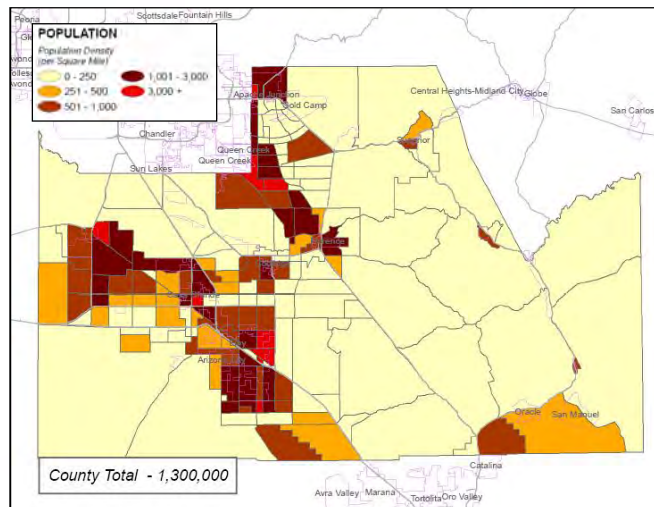 Scottsdale Fountain Hills
Peoria
POPULATION
Population Density
(per Square Mile)
0 - 250
251 - 500
501 - 1,000
1,001 - 3,000
3,000 +
Apache Junction
Gold Camp
Central Heights-Midland City
Globe
San Carlos
Superior
Chandler
Queen Creek
Queen Creek
Sun Lakes
Florence
Casa Grande
Arizona City
Oracle
San Manuel
Catalina
County Total - 1,300,000
Avra Valley
Marana
Tortolita
Oro Valley